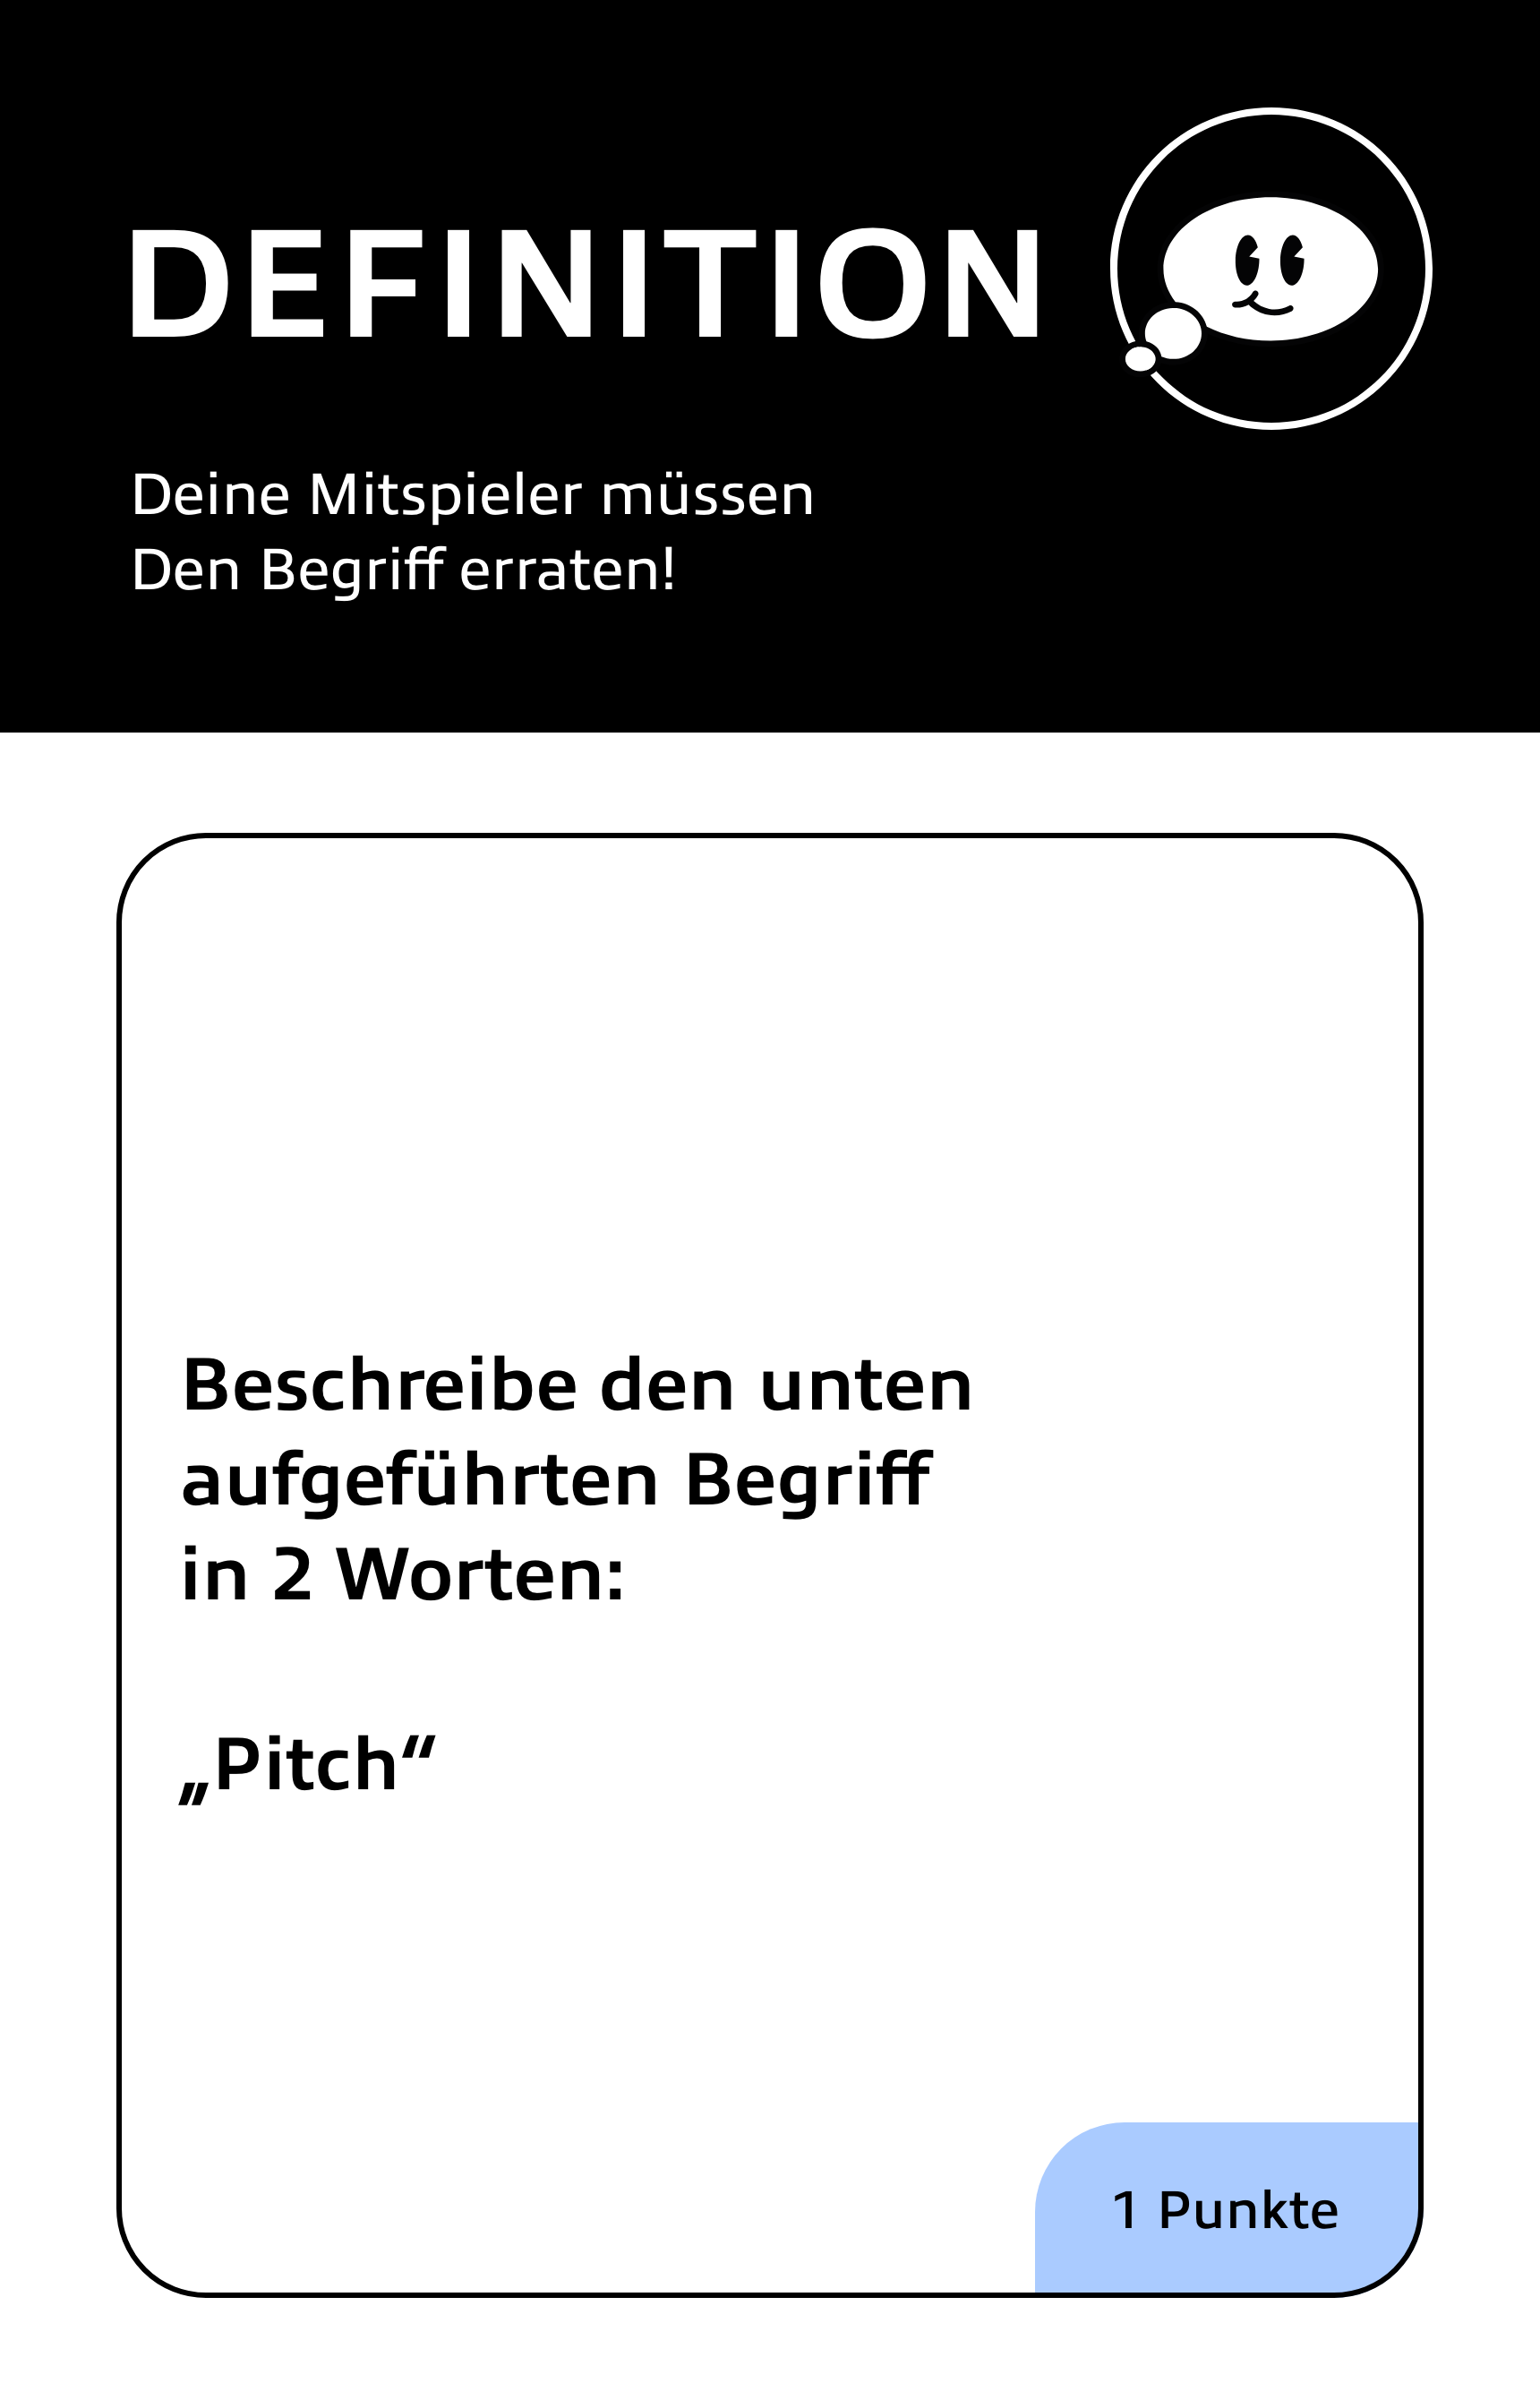 DEFINITION
Deine Mitspieler müssen
Den Begriff erraten!
Beschreibe den unten
aufgeführten Begriff
in 2 Worten:
„Pitch“
1 Punkte